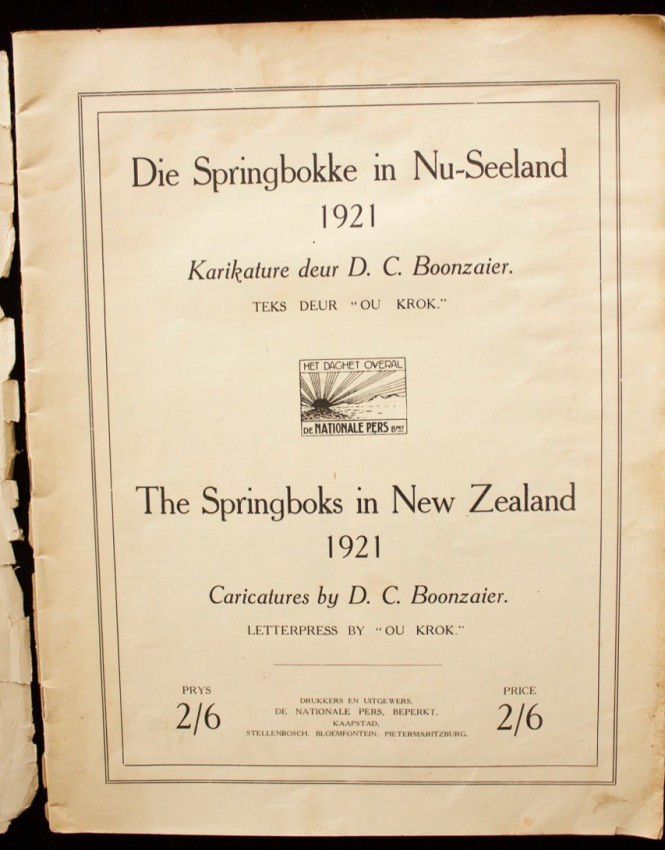 Die Springbokke in Nu-Seeland
1921
Karikature deur D. C. Boonzaier.
TEKS DEUR "OU KROK."
HET DAGHET OVERAL
DE NATIONALE PERS BPKT
The Springboks in New Zealand
1921
Caricatures by D. C. Boonzaier.
LETTERPRESS BY "OU KROK."
PRYS
2/6
DRUKKERS EN UITGEWERS,
DE NATIONALE PERS, BEPERKT,
KAAPSTAD,
STELLENBOSCH, BLOEMFONTEIN, PIETERMARITZBURG.
PRICE
2/6